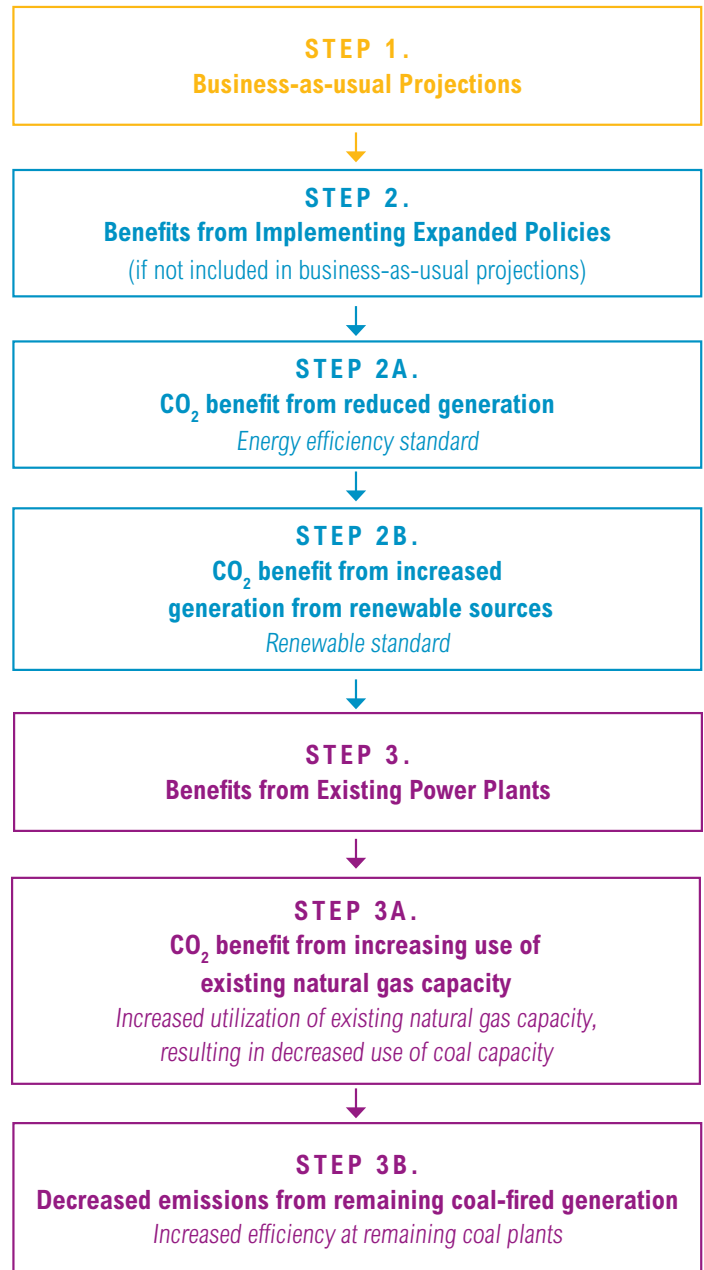 STEP 1.
Business-as-usual Projections
STEP 2.
Benefits from Implementing Expanded Policies
(if not included in business-as-usual projections)
STEP 2A.
CO₂ benefit from reduced generation
Energy efficiency standard
STEP 2B.
CO₂ benefit from increased
generation from renewable sources
Renewable standard
STEP 3.
Benefits from Existing Power Plants
STEP 3A.
CO₂ benefit from increasing use of
existing natural gas capacity
Increased utilization of existing natural gas capacity,
resulting in decreased use of coal capacity
STEP 3B.
Decreased emissions from remaining coal-fired generation
Increased efficiency at remaining coal plants